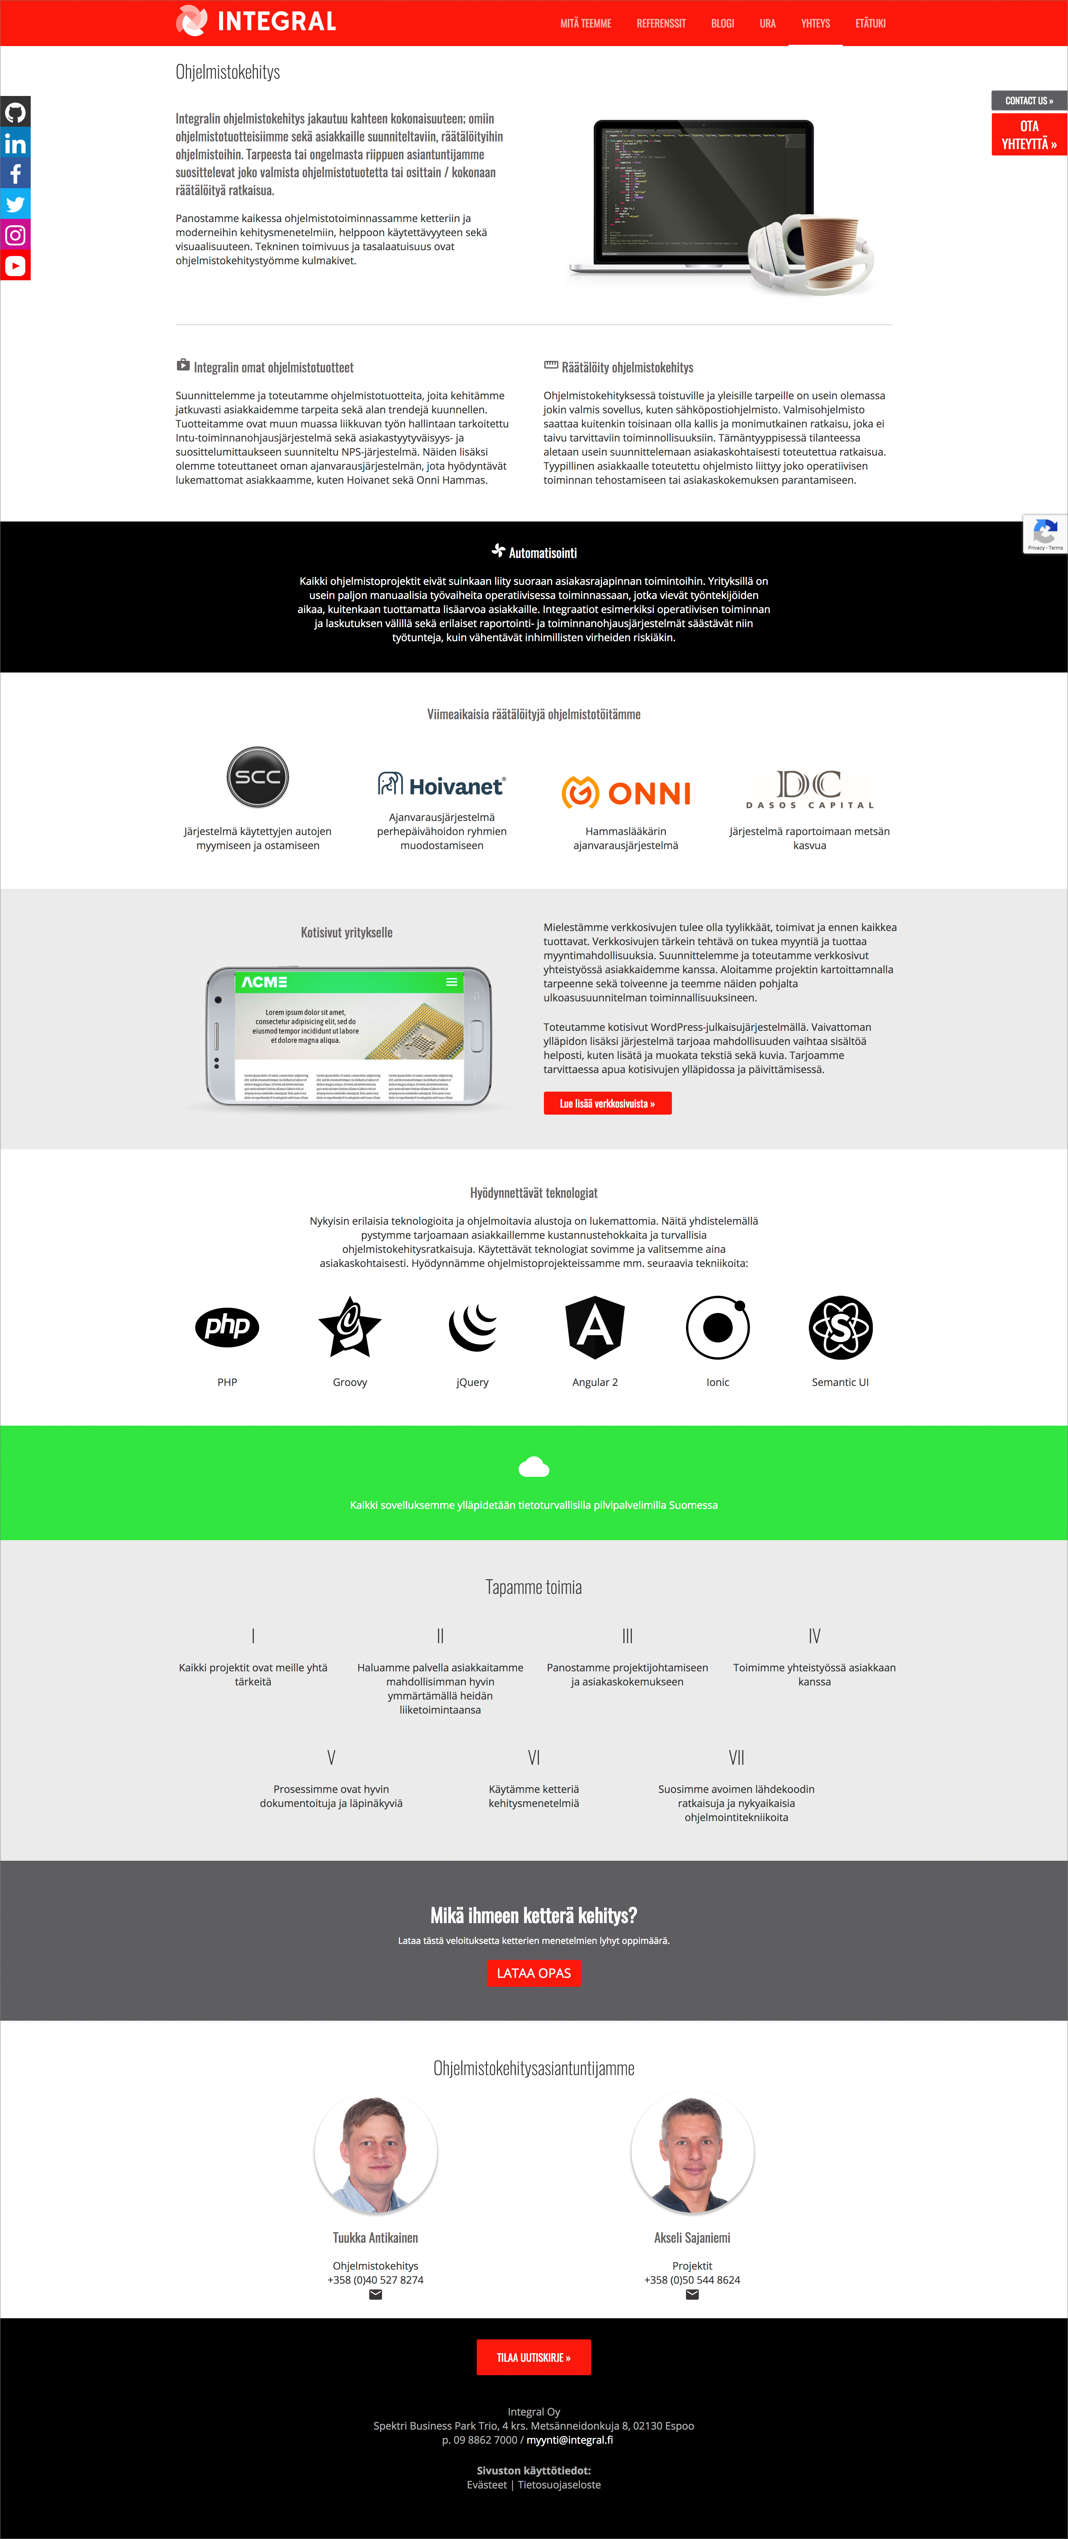 INTEGRAL
MITÄ TEEMME REFERENSSIT BLOGI URA YHTEYS ETÄTUKI
Ohjelmistokehitys
CONTACT US »
OTA
YHTEYTTÄ »
Integralin ohjelmistokehitys jakautuu kahteen kokonaisuuteen; omiin
ohjelmistotuotteisiimme sekä asiakkaille suunniteltaviin, räätälöityihin
ohjelmistoihin. Tarpeesta tai ongelmasta riippuen asiantuntijamme
suosittelevat joko valmista ohjelmistotuotetta tai osittain / kokonaan
räätälöityä ratkaisua.
Panostamme kaikessa ohjelmistotoiminnassamme ketteriin ja
moderneihin kehitysmenetelmiin, helppoon käytettävyyteen sekä
visuaalisuuteen. Tekninen toimivuus ja tasalaatuisuus ovat
ohjelmistokehitystyömme kulmakivet.
Integralin omat ohjelmistotuotteet
Suunnittelemme ja toteutamme ohjelmistotuotteita, joita kehitämme
jatkuvasti asiakkaidemme tarpeita sekä alan trendejä kuunnellen.
Tuotteitamme ovat muun muassa liikkuvan työn hallintaan tarkoitettu
Intu-toiminnanohjausjärjestelmä sekä asiakastyytyväisyys- ja
suosittelumittaukseen suunniteltu NPS-järjestelmä. Näiden lisäksi
olemme toteuttaneet oman ajanvarausjärjestelmän, jota hyödyntävät
lukemattomat asiakkaamme, kuten Hoivanet sekä Onni Hammas.
Räätälöity ohjelmistokehitys
Ohjelmistokehityksessä toistuville ja yleisille tarpeille on usein olemassa
jokin valmis sovellus, kuten sähköpostiohjelmisto. Valmisohjelmisto
saattaa kuitenkin toisinaan olla kallis ja monimutkainen ratkaisu, joka ei
taivu tarvittaviin toiminnollisuuksiin. Tämäntyyppisessä tilanteessa
aletaan usein suunnittelemaan asiakaskohtaisesti toteutettua ratkaisua.
Tyypillinen asiakkaalle toteutettu ohjelmisto liittyy joko operatiivisen
toiminnan tehostamiseen tai asiakaskokemuksen parantamiseen.
Privacy - Terms
Automatisointi
Kaikki ohjelmistoprojektit eivät suinkaan liity suoraan asiakasrajapinnan toimintoihin. Yrityksillä on
usein paljon manuaalisia työvaiheita operatiivisessa toiminnassaan, jotka vievät työntekijöiden
aikaa, kuitenkaan tuottamatta lisäarvoa asiakkaille. Integraatiot esimerkiksi operatiivisen toiminnan
ja laskutuksen välillä sekä erilaiset raportointi- ja toiminnanohjausjärjestelmät säästävät niin
työtunteja, kuin vähentävät inhimillisten virheiden riskiäkin.
Viimeaikaisia räätälöityjä ohjelmistotöitämme
SCC
Järjestelmä käytettyjen autojen
myymiseen ja ostamiseen
Hoivanet®
Ajanvarausjärjestelmä
perhepäivähoidon ryhmien
muodostamiseen
ONNI
Hammaslääkärin
ajanvarausjärjestelmä
DC
DASOS CAPITAL
Järjestelmä raportoimaan metsän
kasvua
Kotisivut yritykselle
ACME
Lorem ipsum dolor sit amet,
consectetur adipisicing elit, sed do
eiusmod tempor incididunt ut labore
et dolore magna aliqua.
Mielestämme verkkosivujen tulee olla tyylikkäät, toimivat ja ennen kaikkea
tuottavat. Verkkosivujen tärkein tehtävä on tukea myyntiä ja tuottaa
myyntimahdollisuuksia. Suunnittelemme ja toteutamme verkkosivut
yhteistyössä asiakkaidemme kanssa. Aloitamme projektin kartoittamnalla
tarpeenne sekä toiveenne ja teemme näiden pohjalta
ulkoasusuunnitelman toiminnallisuuksineen.
Toteutamme kotisivut WordPress-julkaisujärjestelmällä. Vaivattoman
ylläpidon lisäksi järjestelmä tarjoaa mahdollisuuden vaihtaa sisältöä
helposti, kuten lisätä ja muokata tekstiä sekä kuvia. Tarjoamme
tarvittaessa apua kotisivujen ylläpidossa ja päivittämisessä.
Lue lisää verkkosivuista »
Hyödynnettävät teknologiat
Nykyisin erilaisia teknologioita ja ohjelmoitavia alustoja on lukemattomia. Näitä yhdistelemällä
pystymme tarjoamaan asiakkaillemme kustannustehokkaita ja turvallisia
ohjelmistokehitysratkaisuja. Käytettävät teknologiat sovimme ja valitsemme aina
asiakaskohtaisesti. Hyödynnämme ohjelmistoprojekteissamme mm. seuraavia tekniikoita:
php
PHP Groovy jQuery Angular 2 Ionic Semantic UI
Kaikki sovelluksemme ylläpidetään tietoturvallisilla pilvipalvelimilla Suomessa
Tapamme toimia
I
Kaikki projektit ovat meille yhtä
tärkeitä
II
Haluamme palvella asiakkaitamme
mahdollisimman hyvin
ymmärtämällä heidän
liiketoimintaansa
III
Panostamme projektijohtamiseen
ja asiakaskokemukseen
IV
Toimimme yhteistyössä asiakkaan
kanssa
V
Prosessimme ovat hyvin
dokumentoituja ja läpinäkyviä
VI
Käytämme ketteriä
kehitysmenetelmiä
VII
Suosimme avoimen lähdekoodin
ratkaisuja ja nykyaikaisia
ohjelmointitekniikoita
Mikä ihmeen ketterä kehitys?
Lataa tästä veloituksetta ketterien menetelmien lyhyt oppimäärä.
LATAA OPAS
Ohjelmistokehitysasiantuntijamme
Tuukka Antikainen
Ohjelmistokehitys
+358 (0)40 527 8274
Akseli Sajaniemi
Projektit
+358 (0)50 544 8624
TILAA UUTISKIRJE »
Integral Oy
Spektri Business Park Trio, 4 krs. Metsänneidonkuja 8, 02130 Espoo
p. 09 8862 7000 / myynti@integral.fi
Sivuston käyttötiedot:
Evästeet | Tietosuojaseloste